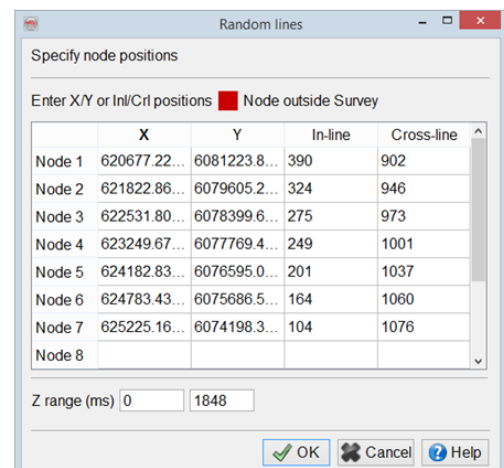 Random lines
Specify node positions
Enter X/Y or Inl/Crl positions Node outside Survey
X Y In-line Cross-line
Node 1 620677.22... 6081223.8... 390 902
Node 2 621822.86... 6079605.2... 324 946
Node 3 622531.80... 6078399.6... 275 973
Node 4 623249.67... 6077769.4... 249 1001
Node 5 624182.83... 6076595.0... 201 1037
Node 6 624783.43... 6075686.5... 164 1060
Node 7 625225.16... 6074198.3... 104 1076
Node 8
Z range (ms) 0 1848
OK Cancel Help